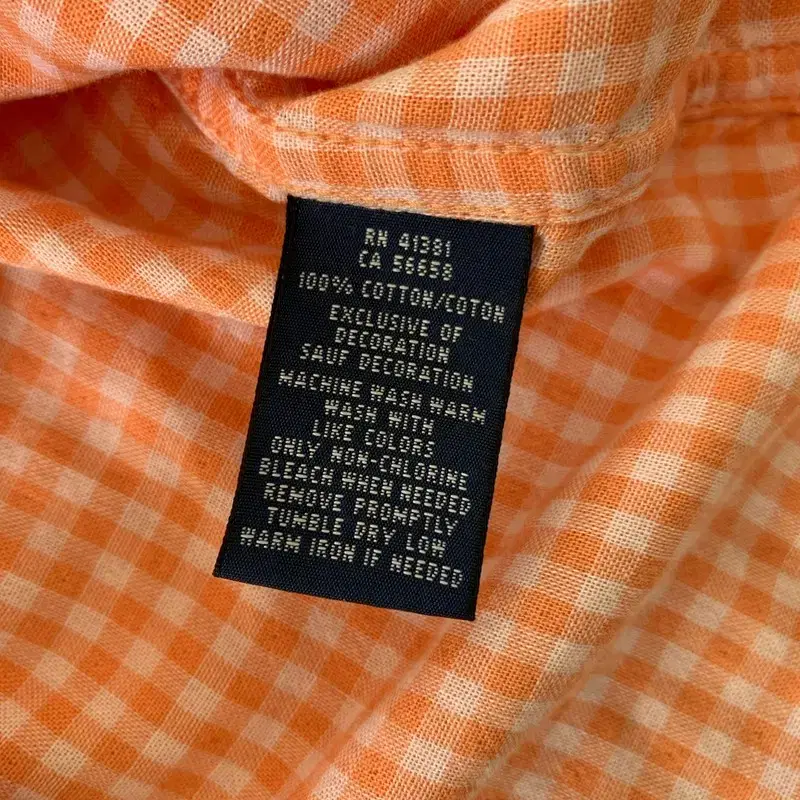 RN 41381
CA 56658
100% COTTON/COTON
EXCLUSIVE OF
DECORATION
SAUF DECORATION
MACHINE WASH WARM
WASH WITH
LIKE COLORS
ONLY NON-CHLORINE
BLEACH WHEN NEEDED
REMOVE PROMPTLY
TUMBLE DRY LOW
WARM IRON IF NEEDED